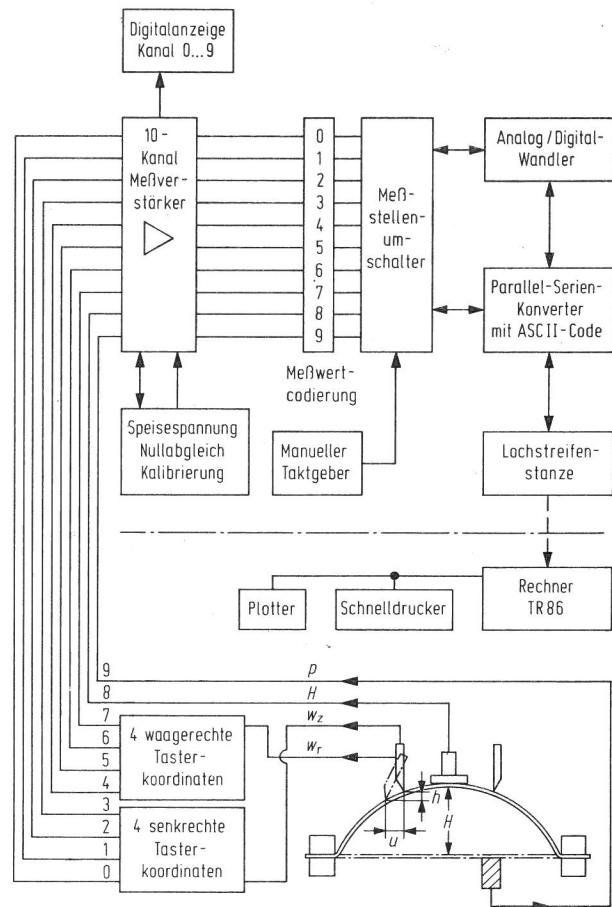 Digitalanzeige
Kanal 0...9
10-
Kanal
Meßver-
stärker
0
1
2
3
4
5
6
7
8
9
Meßwert-
codierung
Meß-
stellen-
um-
schalter
Analog/Digital-
Wandler
Parallel-Serien-
Konverter
mit ASCII-Code
Speisespannung
Nullabgleich
Kalibrierung
Manueller
Taktgeber
Lochstreifen-
stanze
Plotter
Schnelldrucker
Rechner
TR86
9
8
7
6
5
4
3
2
1
0
p
H
w_z
w_r
4 waagerechte
Taster-
koordinaten
4 senkrechte
Taster-
koordinaten
h
H
u